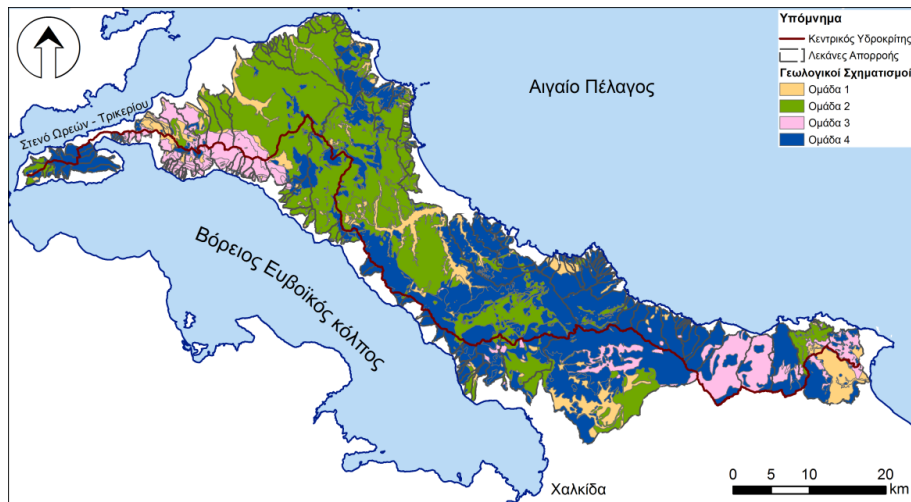 Υπόμνημα
Κεντρικός Υδροκρίτης
Λεκάνες Απορροής
Γεωλογικοί Σχηματισμοί
Ομάδα 1
Ομάδα 2
Ομάδα 3
Ομάδα 4
Αιγαίο Πέλαγος
Στενό Ωρεών - Τρικερίου
Βόρειος Ευβοϊκός κόλπος
Χαλκίδα
0 5 10 20
km